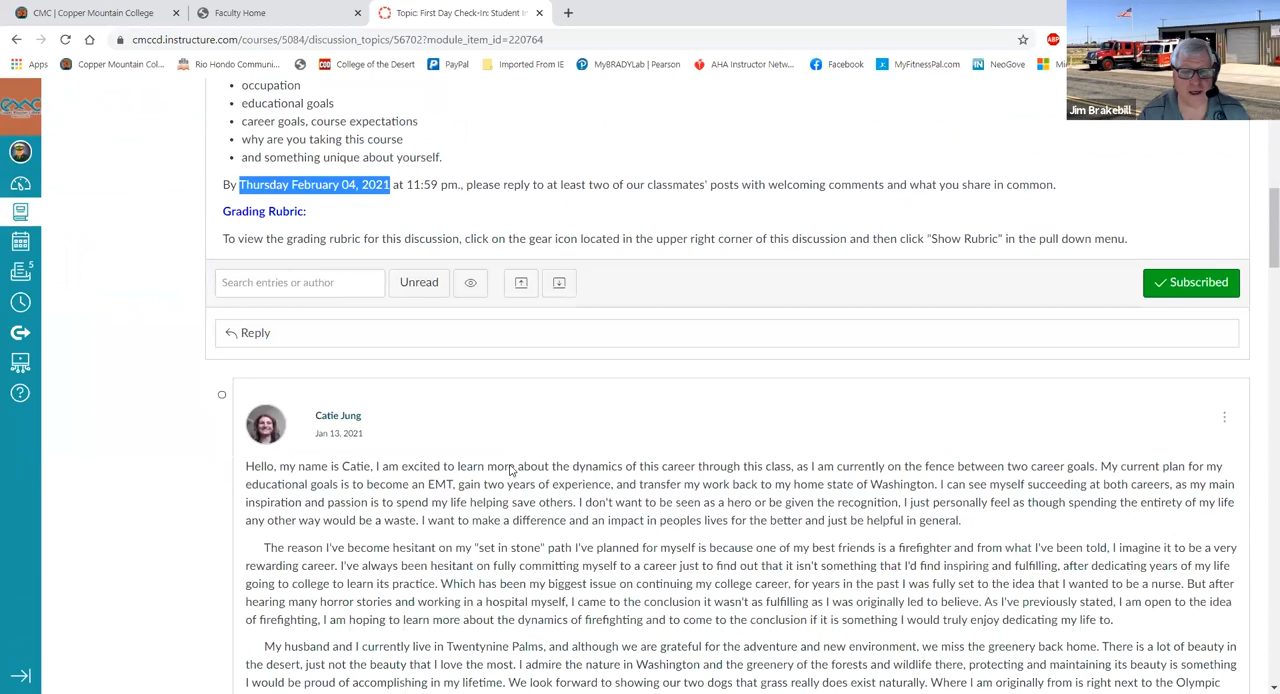 CMC | Copper Mountain College
Faculty Home
Topic: First Day Check-In: Student In
cmccd.instructure.com/courses/5084/discussion_topics/56702?module_item_id=220764
ABP
Apps
Copper Mountain Col...
Rio Hondo Communi...
College of the Desert
PayPal
Imported From IE
MyBRADYLab | Pearson
AHA Instructor Netw...
Facebook
MyFitnessPal.com
NeoGove
Jim Brakebill
CMC
5
• occupation
• educational goals
• career goals, course expectations
• why are you taking this course
• and something unique about yourself.
By Thursday February 04, 2021 at 11:59 pm., please reply to at least two of our classmates' posts with welcoming comments and what you share in common.
Grading Rubric:
To view the grading rubric for this discussion, click on the gear icon located in the upper right corner of this discussion and then click "Show Rubric" in the pull down menu.
Search entries or author
Unread
Subscribed
Reply
Catie Jung
Jan 13, 2021
Hello, my name is Catie, I am excited to learn more about the dynamics of this career through this class, as I am currently on the fence between two career goals. My current plan for my
educational goals is to become an EMT, gain two years of experience, and transfer my work back to my home state of Washington. I can see myself succeeding at both careers, as my main
inspiration and passion is to spend my life helping save others. I don't want to be seen as a hero or be given the recognition, I just personally feel as though spending the entirety of my life
any other way would be a waste. I want to make a difference and an impact in peoples lives for the better and just be helpful in general.
The reason I've become hesitant on my "set in stone" path I've planned for myself is because one of my best friends is a firefighter and from what I've been told, I imagine it to be a very
rewarding career. I've always been hesitant on fully committing myself to a career just to find out that it isn't something that I'd find inspiring and fulfilling, after dedicating years of my life
going to college to learn its practice. Which has been my biggest issue on continuing my college career, for years in the past I was fully set to the idea that I wanted to be a nurse. But after
hearing many horror stories and working in a hospital myself, I came to the conclusion it wasn't as fulfilling as I was originally led to believe. As I've previously stated, I am open to the idea
of firefighting, I am hoping to learn more about the dynamics of firefighting and to come to the conclusion if it is something I would truly enjoy dedicating my life to.
My husband and I currently live in Twentynine Palms, and although we are grateful for the adventure and new environment, we miss the greenery back home. There is a lot of beauty in
the desert, just not the beauty that I love the most. I admire the nature in Washington and the greenery of the forests and wildlife there, protecting and maintaining its beauty is something
I would be proud of accomplishing in my lifetime. We look forward to showing our two dogs that grass really does exist naturally. Where I am originally from is right next to the Olympic